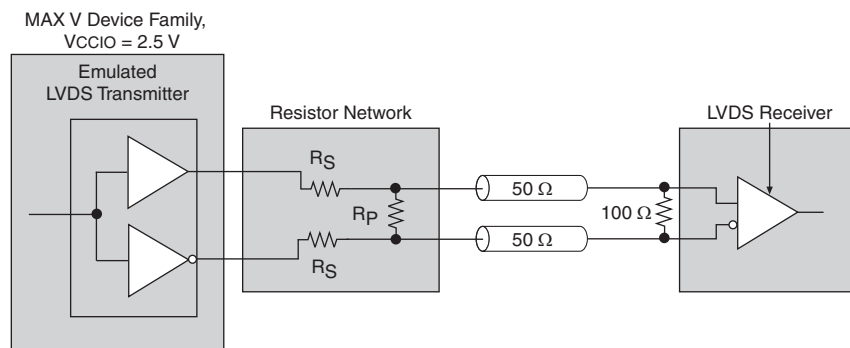 MAX V Device Family,
VCCIO = 2.5 V
Emulated
LVDS Transmitter
Resistor Network
LVDS Receiver
RS
50 Ω
RP
100 Ω
50 Ω
RS